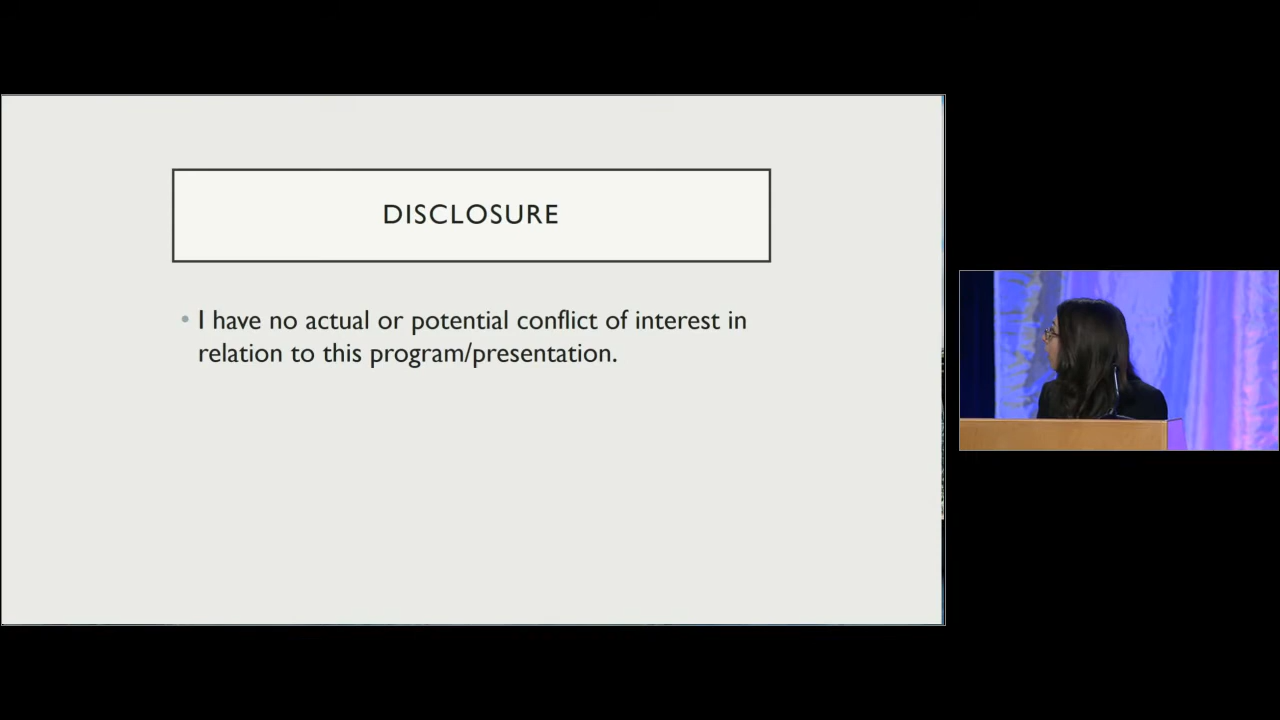 DISCLOSURE
• I have no actual or potential conflict of interest in
relation to this program/presentation.